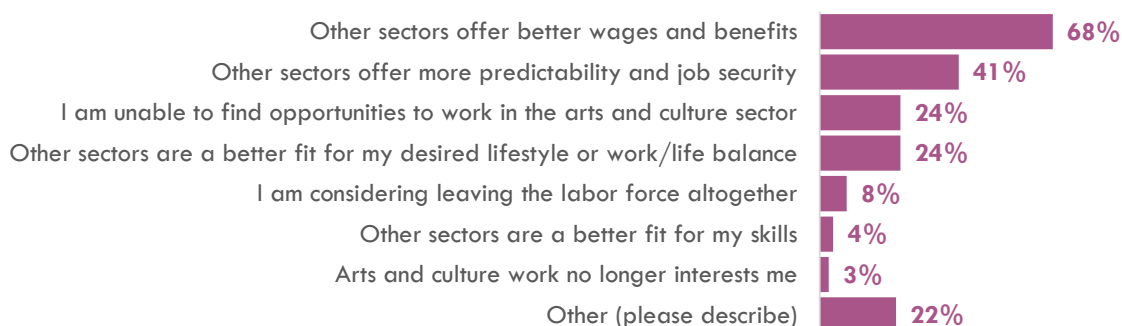 Other sectors offer better wages and benefits 68%
Other sectors offer more predictability and job security 41%
I am unable to find opportunities to work in the arts and culture sector 24%
Other sectors are a better fit for my desired lifestyle or work/life balance 24%
I am considering leaving the labor force altogether 8%
Other sectors are a better fit for my skills 4%
Arts and culture work no longer interests me 3%
Other (please describe) 22%